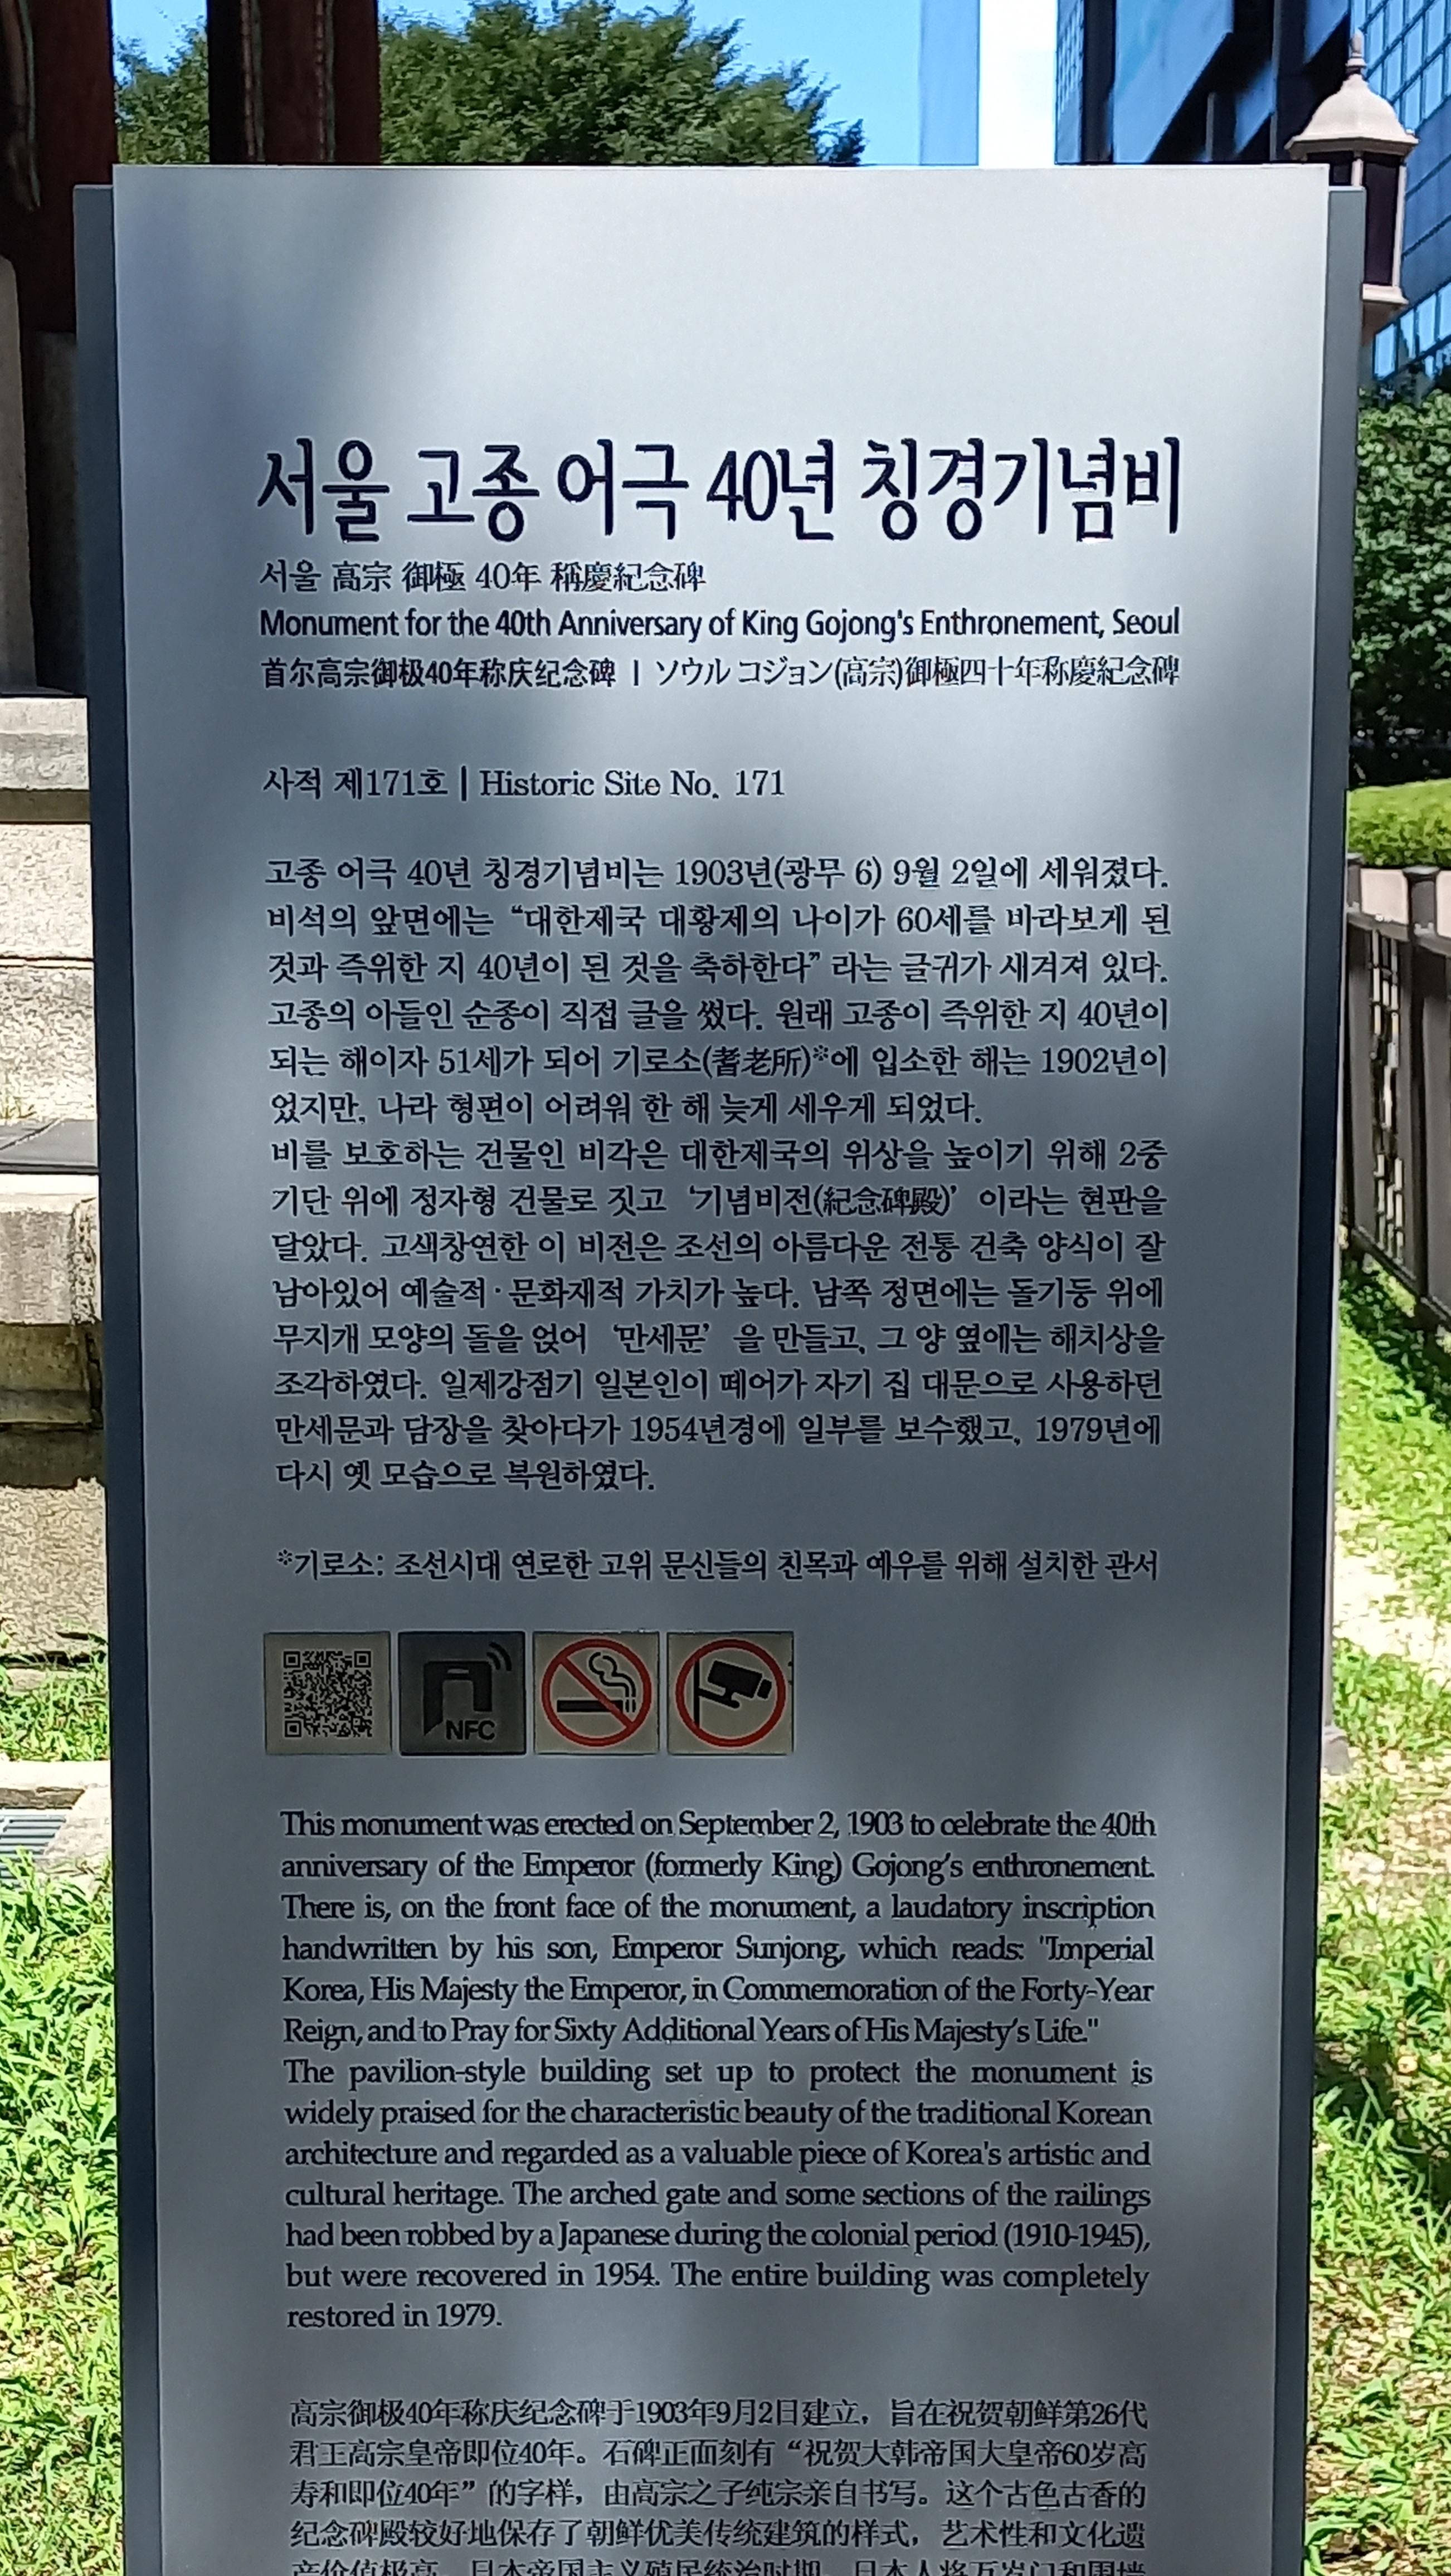 서울 고종 어극 40년 칭경기념비
서울 高宗 御極 40年 稱慶紀念碑
Monument for the 40th Anniversary of King Gojong's Enthronement, Seoul
首尔高宗御极40年称庆纪念碑 | ソウル コジョン(高宗)御極四十年称慶紀念碑
사적 제171호 | Historic Site No. 171
고종 어극 40년 칭경기념비는 1903년(광무 6) 9월 2일에 세워졌다.
비석의 앞면에는 “대한제국 대황제의 나이가 60세를 바라보게 된
것과 즉위한 지 40년이 된 것을 축하한다” 라는 글귀가 새겨져 있다.
고종의 아들인 순종이 직접 글을 썼다. 원래 고종이 즉위한 지 40년이
되는 해이자 51세가 되어 기로소(耆老所)*에 입소한 해는 1902년이
었지만, 나라 형편이 어려워 한 해 늦게 세우게 되었다.
비를 보호하는 건물인 비각은 대한제국의 위상을 높이기 위해 2중
기단 위에 정자형 건물로 짓고 ‘기념비전(紀念碑殿)’ 이라는 현판을
달았다. 고색창연한 이 비전은 조선의 아름다운 전통 건축 양식이 잘
남아있어 예술적·문화재적 가치가 높다. 남쪽 정면에는 돌기둥 위에
무지개 모양의 돌을 얹어 ‘만세문’ 을 만들고, 그 양 옆에는 해치상을
조각하였다. 일제강점기 일본인이 떼어가 자기 집 대문으로 사용하던
만세문과 담장을 찾아다가 1954년경에 일부를 보수했고, 1979년에
다시 옛 모습으로 복원하였다.
*기로소: 조선시대 연로한 고위 문신들의 친목과 예우를 위해 설치한 관서
NFC
This monument was erected on September 2, 1903 to celebrate the 40th
anniversary of the Emperor (formerly King) Gojong's enthronement.
There is, on the front face of the monument, a laudatory inscription
handwritten by his son, Emperor Sunjong, which reads: "Imperial
Korea, His Majesty the Emperor, in Commemoration of the Forty-Year
Reign, and to Pray for Sixty Additional Years of His Majesty's Life."
The pavilion-style building set up to protect the monument is
widely praised for the characteristic beauty of the traditional Korean
architecture and regarded as a valuable piece of Korea's artistic and
cultural heritage. The arched gate and some sections of the railings
had been robbed by a Japanese during the colonial period (1910-1945),
but were recovered in 1954. The entire building was completely
restored in 1979.
高宗御极40年称庆纪念碑于1903年9月2日建立，旨在祝贺朝鲜第26代
君王高宗皇帝即位40年。石碑正面刻有“祝贺大韩帝国大皇帝60岁高
寿和即位40年”的字样，由高宗之子纯宗亲自书写。这个古色古香的
纪念碑殿较好地保存了朝鲜优美传统建筑的样式，艺术性和文化遗
产价值极高。日本帝国主义殖民统治时期，日本人将万岁门和围墙